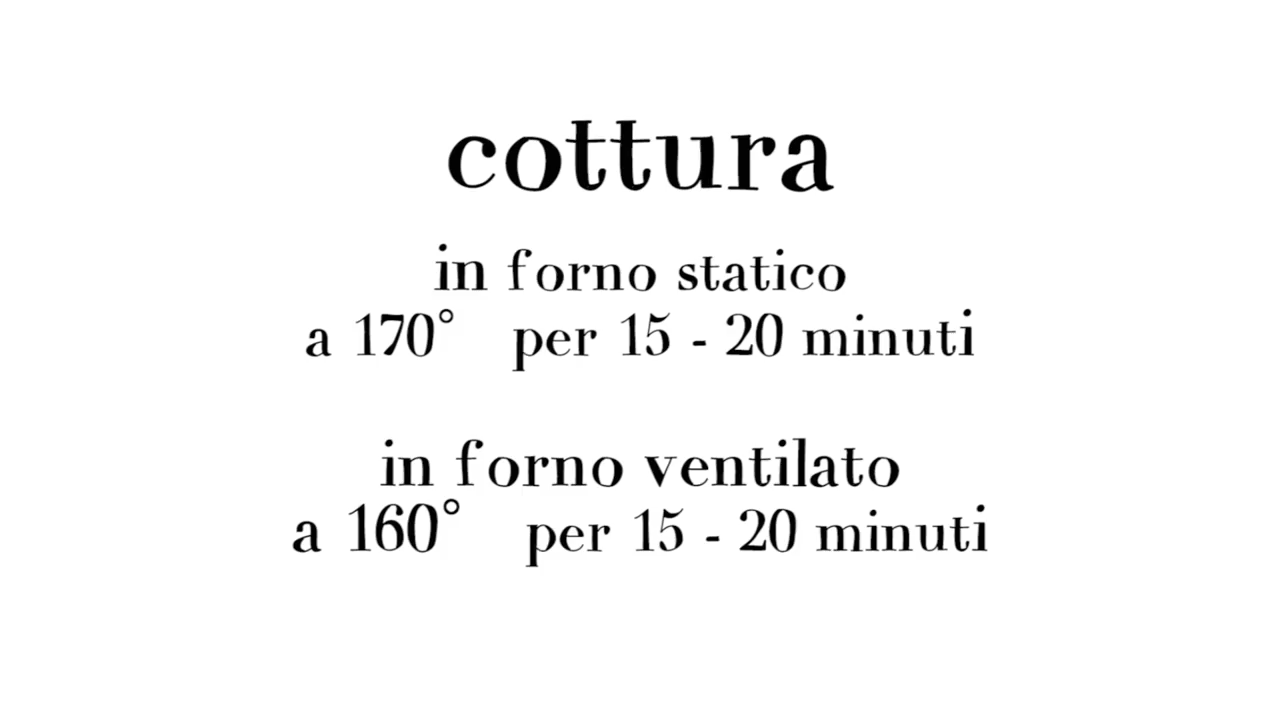 cottura
in forno statico
a 170° per 15 - 20 minuti
in forno ventilato
a 160° per 15 - 20 minuti